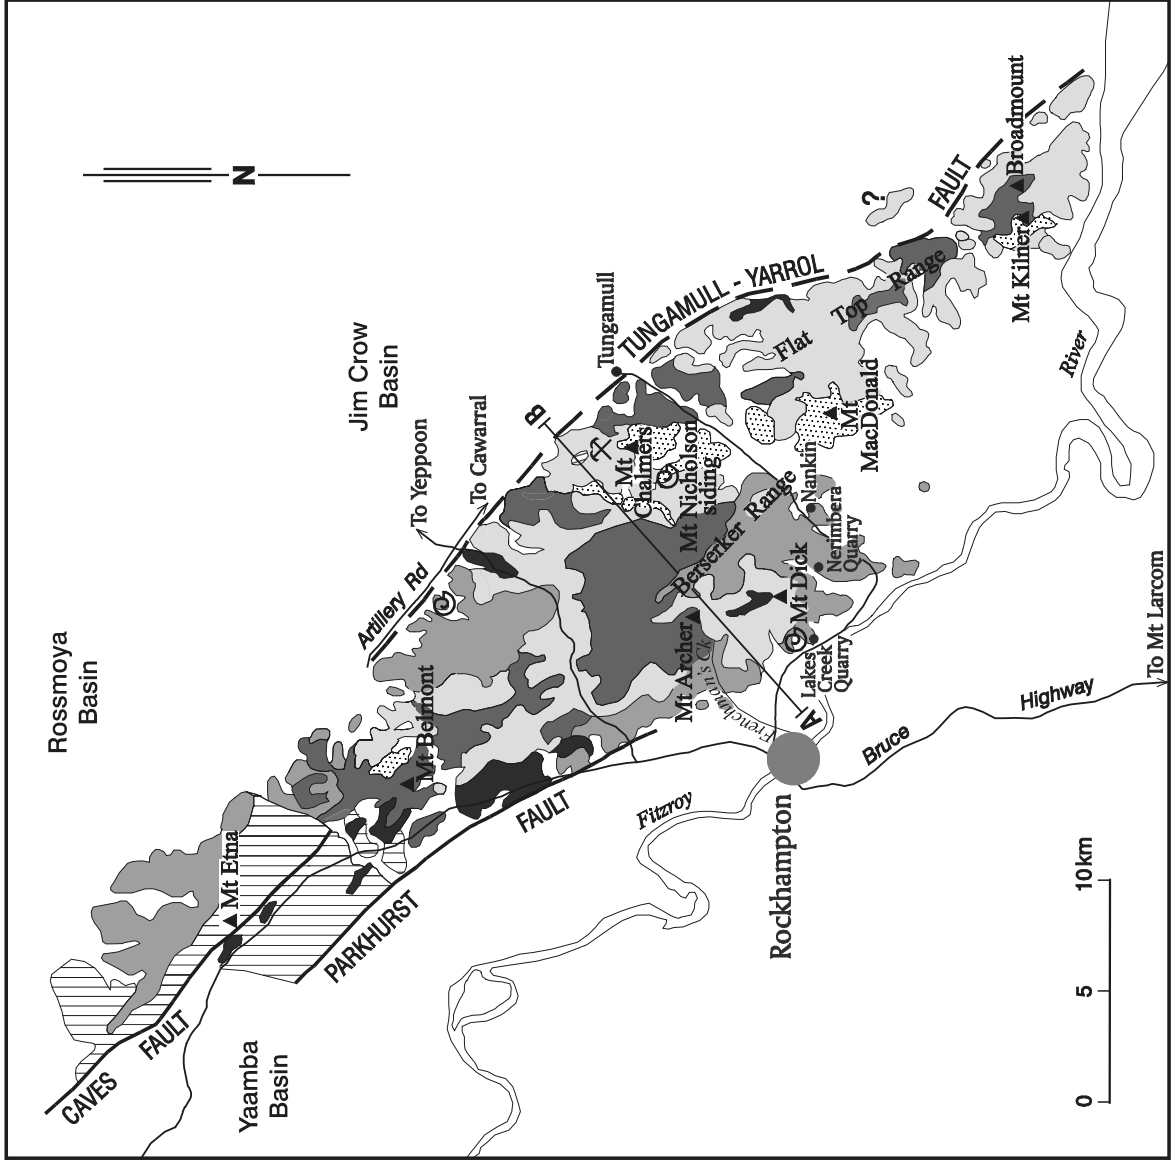 Rossmoya
Basin
Jim Crow
Basin
Yaamba
Basin
N
CAVES
FAULT
PARKHURST
FAULT
TUNGAMULL - YARROL
FAULT
Mt Etna
Mt Belmont
Artillery Rd
To Yeppoon
To Cawarral
B
Tungamull
Mt
Chalmers
Mt Nicholson
siding
Berserker Range
Mt Archer
Frenchman's Ck
Mt Dick
Lakes
Creek
Quarry
Nerimbera
Quarry
Nankin
A
Flat
Top Range
Mt
MacDonald
?
Mt Kilner
Broadmount
Rockhampton
Fitzroy
River
Bruce
Highway
To Mt Larcom
0
5
10km